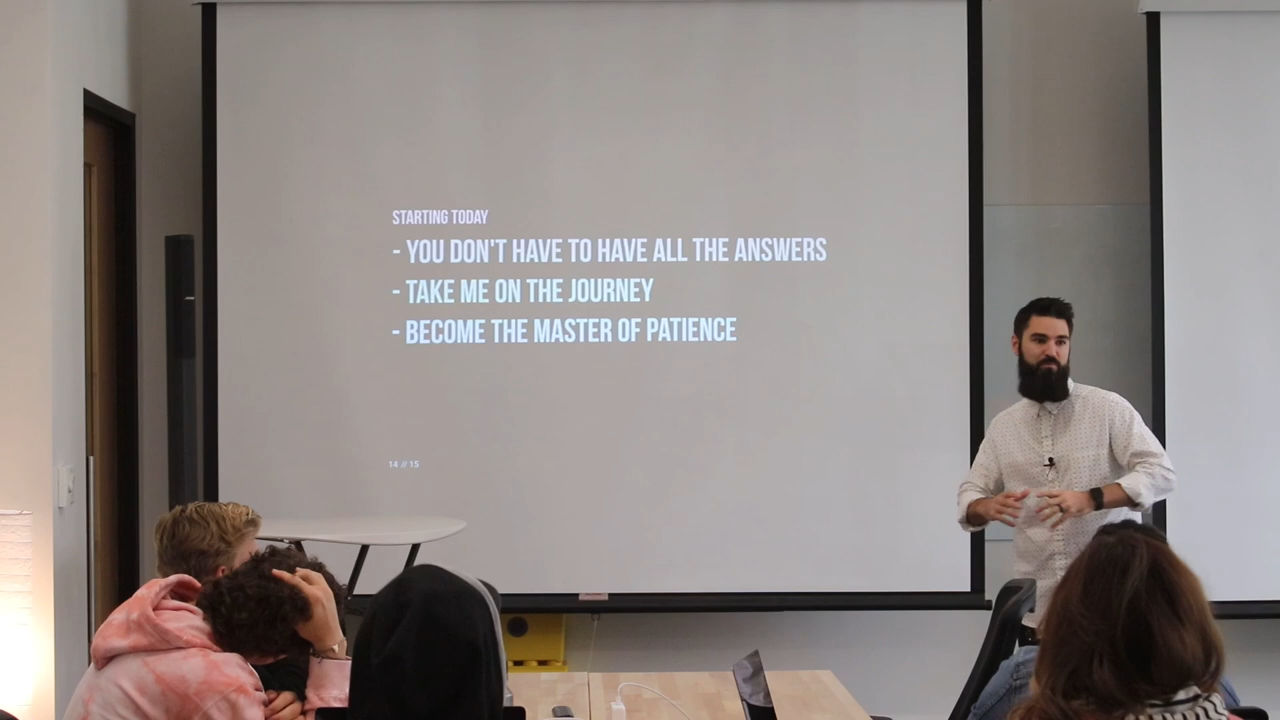 STARTING TODAY
- YOU DON'T HAVE TO HAVE ALL THE ANSWERS
- TAKE ME ON THE JOURNEY
- BECOME THE MASTER OF PATIENCE
14 // 15